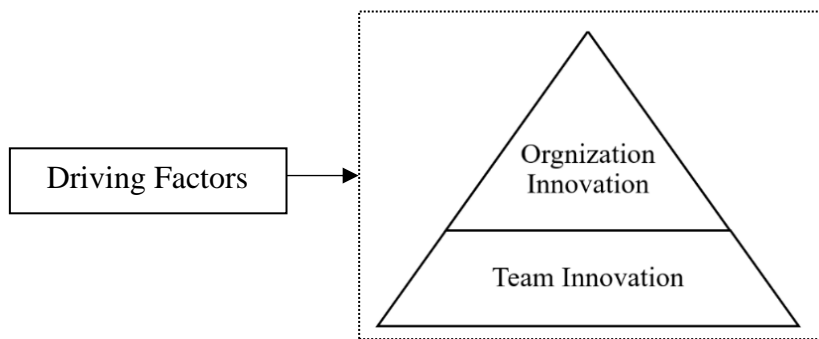 Driving Factors
Orgnization
Innovation
Team Innovation